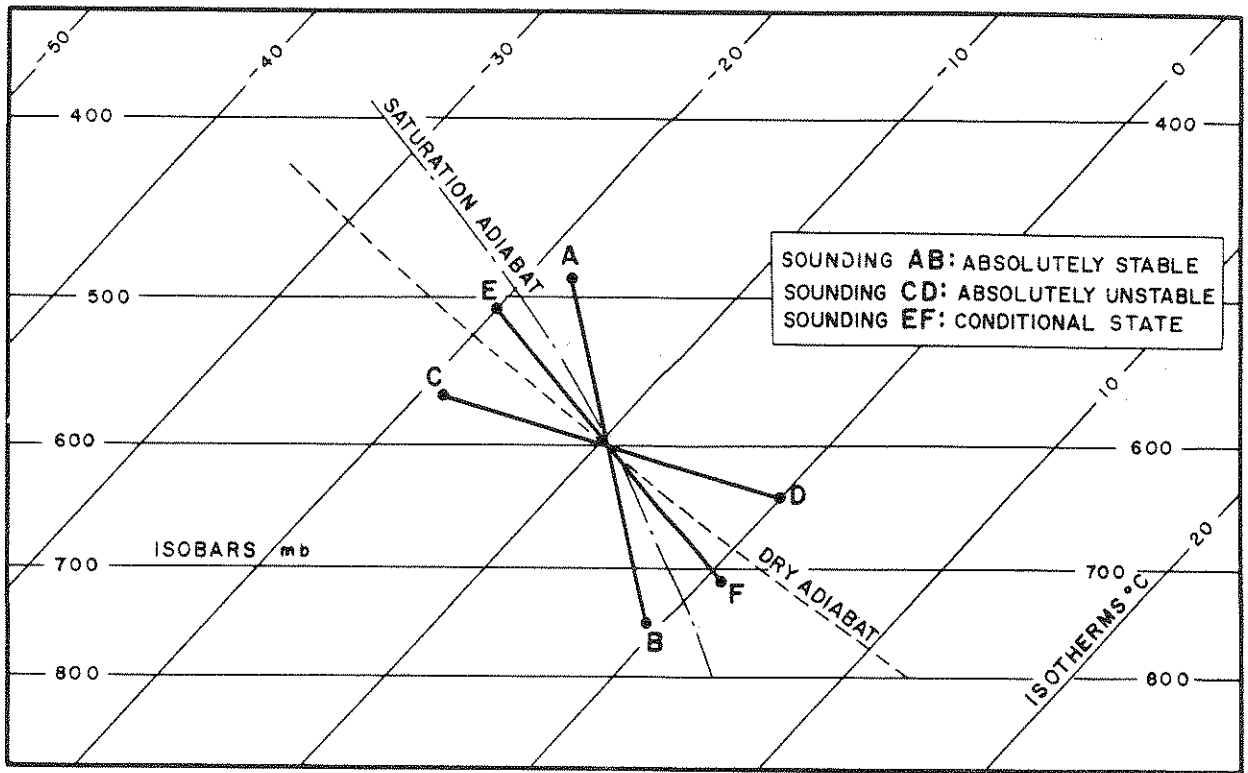 -50
-40
-30
-20
-10
0
400
400
SATURATION ADIABAT
A
E
500
SOUNDING AB: ABSOLUTELY STABLE
SOUNDING CD: ABSOLUTELY UNSTABLE
SOUNDING EF: CONDITIONAL STATE
C
10
600
600
D
20
ISOBARS mb
700
700
DRY ADIABAT
F
B
ISOTHERMS °C
800
800